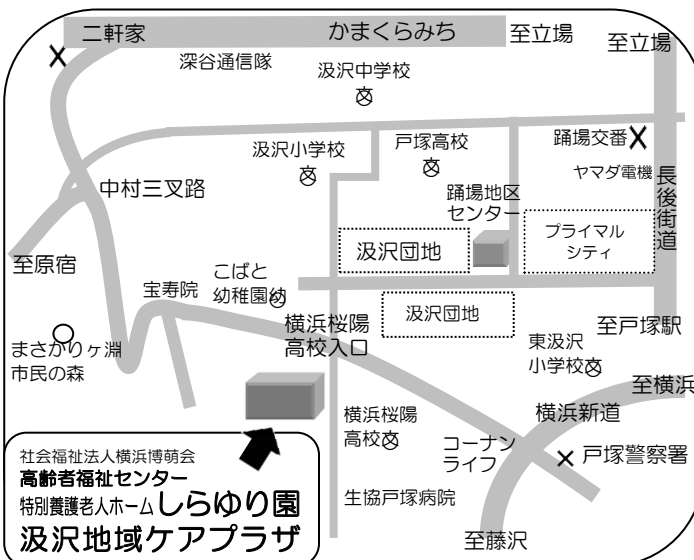 二軒家
かまくらみち
至立場
至立場
深谷通信隊
汲沢中学校
汲沢小学校
戸塚高校
踊場交番
ヤマダ電機
長後街道
中村三叉路
踊場地区
センター
プライマル
シティ
汲沢団地
至原宿
こばと
幼稚園
宝寿院
汲沢団地
横浜桜陽
高校入口
至戸塚駅
まさかりヶ淵
市民の森
東汲沢
小学校
至横浜
横浜新道
横浜桜陽
高校
コーナン
ライフ
戸塚警察署
生協戸塚病院
至藤沢
社会福祉法人横浜博萌会
高齢者福祉センター
特別養護老人ホームしらゆり園
汲沢地域ケアプラザ